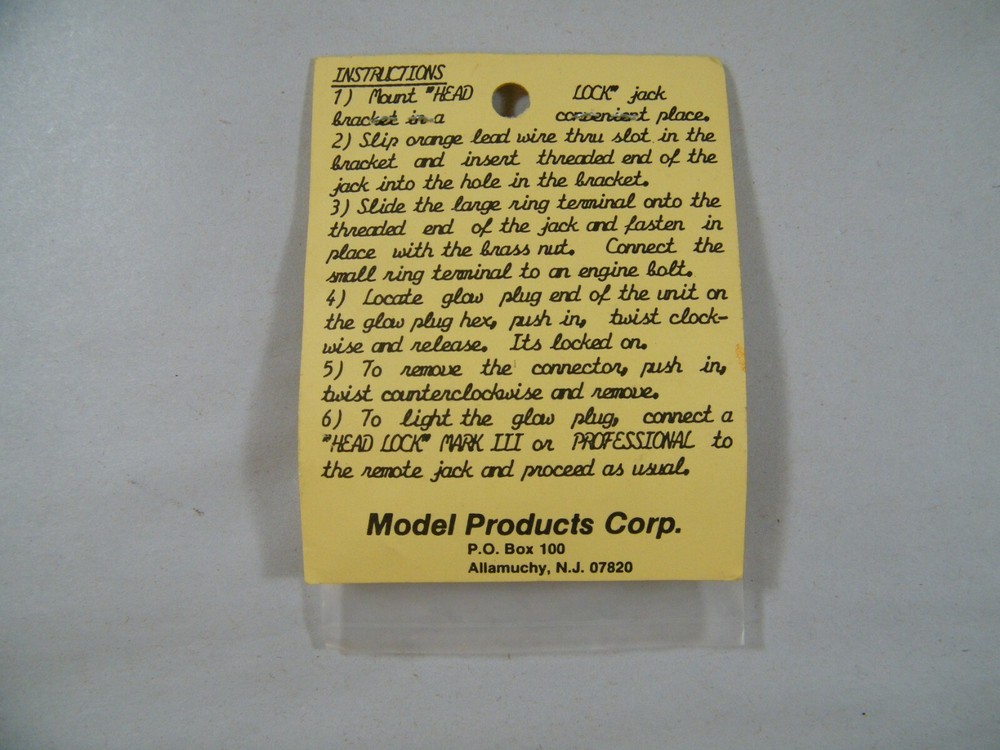 INSTRUCTIONS
1) Mount "HEAD LOCK" jack
bracket in a convenient place.
2) Slip orange lead wire thru slot in the
bracket and insert threaded end of the
jack into the hole in the bracket.
3) Slide the large ring terminal onto the
threaded end of the jack and fasten in
place with the brass nut. Connect the
small ring terminal to an engine bolt.
4) Locate glow plug end of the unit on
the glow plug hex, push in, twist clock-
wise and release. Its locked on.
5) To remove the connector, push in,
twist counterclockwise and remove.
6) To light the glow plug, connect a
"HEAD LOCK" MARK III or PROFESSIONAL to
the remote jack and proceed as usual.
Model Products Corp.
P.O. Box 100
Allamuchy, N.J. 07820